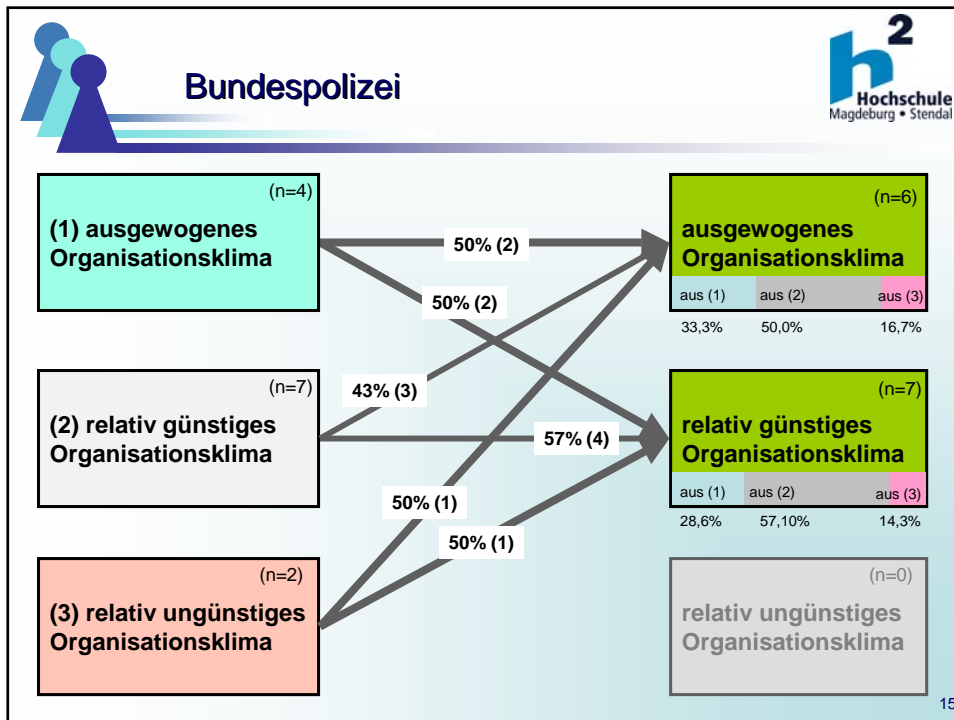 Bundespolizei
h2
Hochschule
Magdeburg • Stendal
(n=4)
(1) ausgewogenes
Organisationsklima
(n=7)
(2) relativ günstiges
Organisationsklima
(n=2)
(3) relativ ungünstiges
Organisationsklima
50% (2)
50% (2)
43% (3)
57% (4)
50% (1)
50% (1)
(n=6)
ausgewogenes
Organisationsklima
aus (1) aus (2) aus (3)
33,3% 50,0% 16,7%
(n=7)
relativ günstiges
Organisationsklima
aus (1) aus (2) aus (3)
28,6% 57,10% 14,3%
(n=0)
relativ ungünstiges
Organisationsklima
15